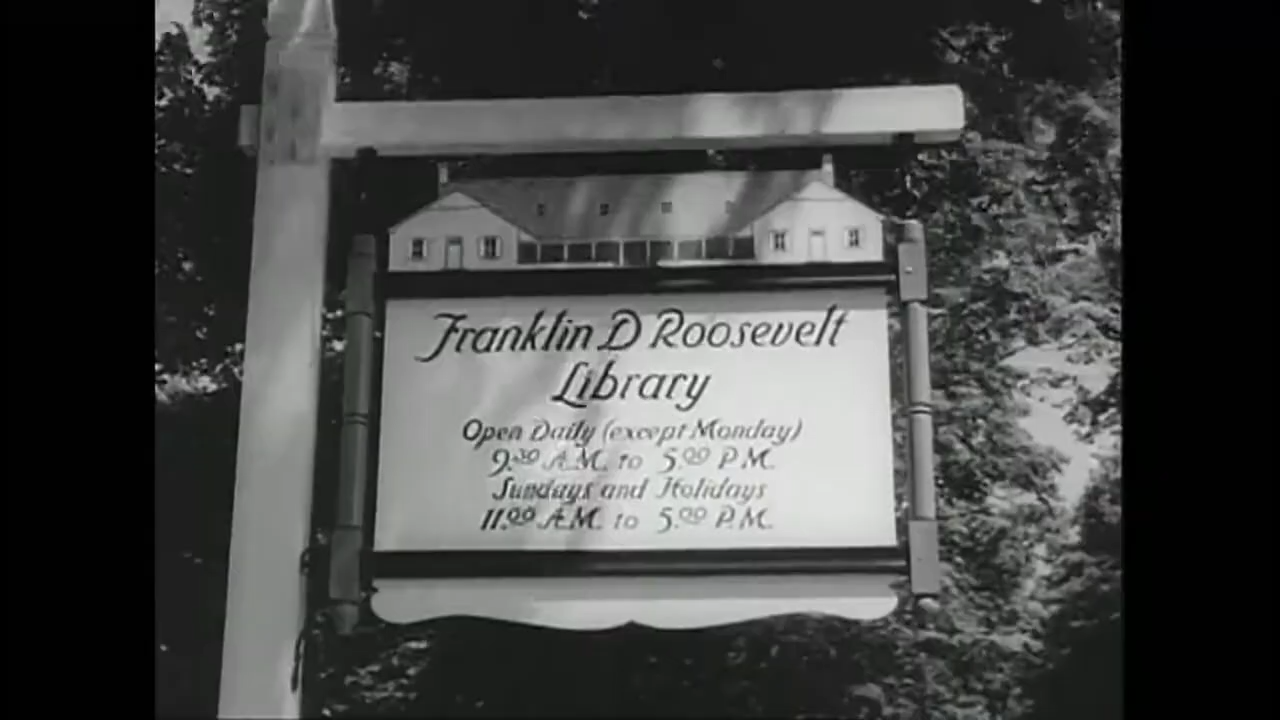 Franklin D Roosevelt
Library
Open Daily (except Monday)
9.30 A.M. to 5.00 P.M.
Sundays and Holidays
11.00 A.M. to 5.00 P.M.